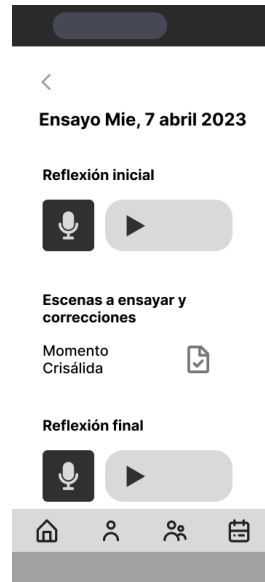 Ensayo Mie, 7 abril 2023
Reflexión inicial
Escenas a ensayar y
correcciones
Momento
Crisálida
Reflexión final